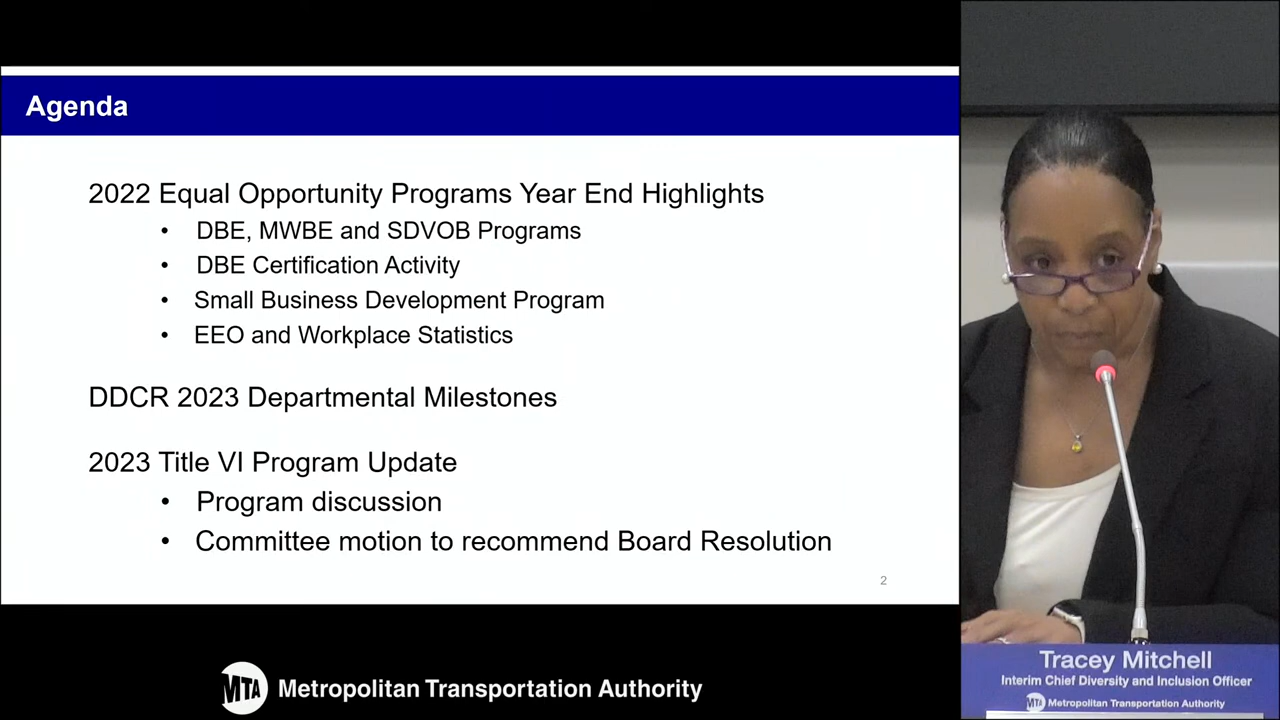 Agenda
2022 Equal Opportunity Programs Year End Highlights
• DBE, MWBE and SDVOB Programs
• DBE Certification Activity
• Small Business Development Program
• EEO and Workplace Statistics
DDCR 2023 Departmental Milestones
2023 Title VI Program Update
• Program discussion
• Committee motion to recommend Board Resolution
2
MTA Metropolitan Transportation Authority
Tracey Mitchell
Interim Chief Diversity and Inclusion Officer
MTA Metropolitan Transportation Authority